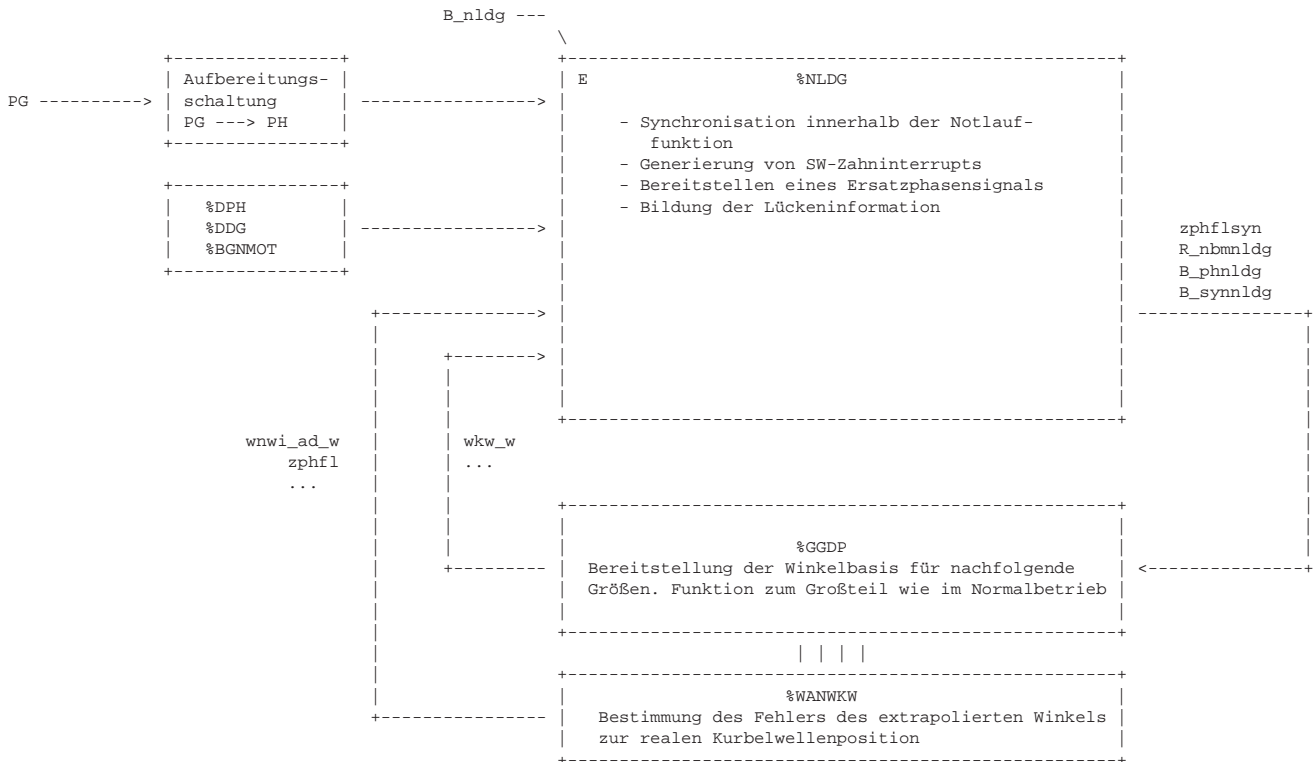 B_nldg
Aufbereitungs-
E %NLDG
PG schaltung
PG ---> PH
- Synchronisation innerhalb der Notlauf-
funktion
- Generierung von SW-Zahninterrupts
- Bereitstellen eines Ersatzphasensignals
%DPH
- Bildung der Lückeninformation
%DDG
zphflsyn
%BGNMOT
R_nbmnldg
B_phnldg
B_synnldg
wnwi_ad_w wkw_w
zphfl ...
...
%GGDP
Bereitstellung der Winkelbasis für nachfolgende
Größen. Funktion zum Großteil wie im Normalbetrieb
%WANWKW
Bestimmung des Fehlers des extrapolierten Winkels
zur realen Kurbelwellenposition